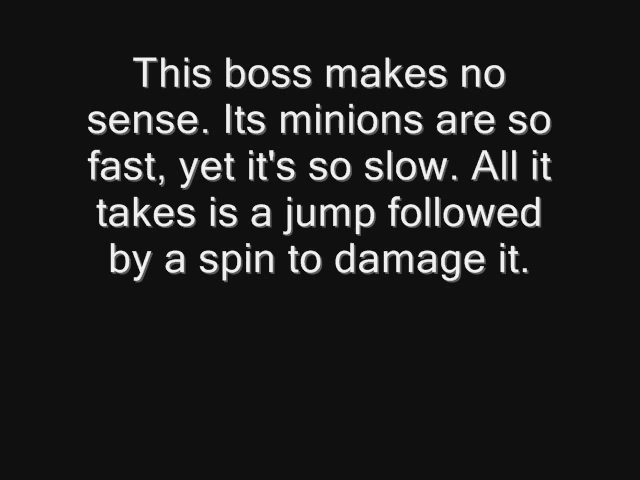 This boss makes no
sense. Its minions are so
fast, yet it's so slow. All it
takes is a jump followed
by a spin to damage it.